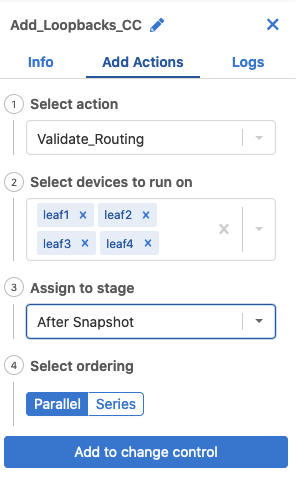 Add_Loopbacks_CC
Info Add Actions Logs
1 Select action
Validate_Routing
2 Select devices to run on
leaf1 × leaf2 ×
leaf3 × leaf4 ×
3 Assign to stage
After Snapshot
4 Select ordering
Parallel Series
Add to change control